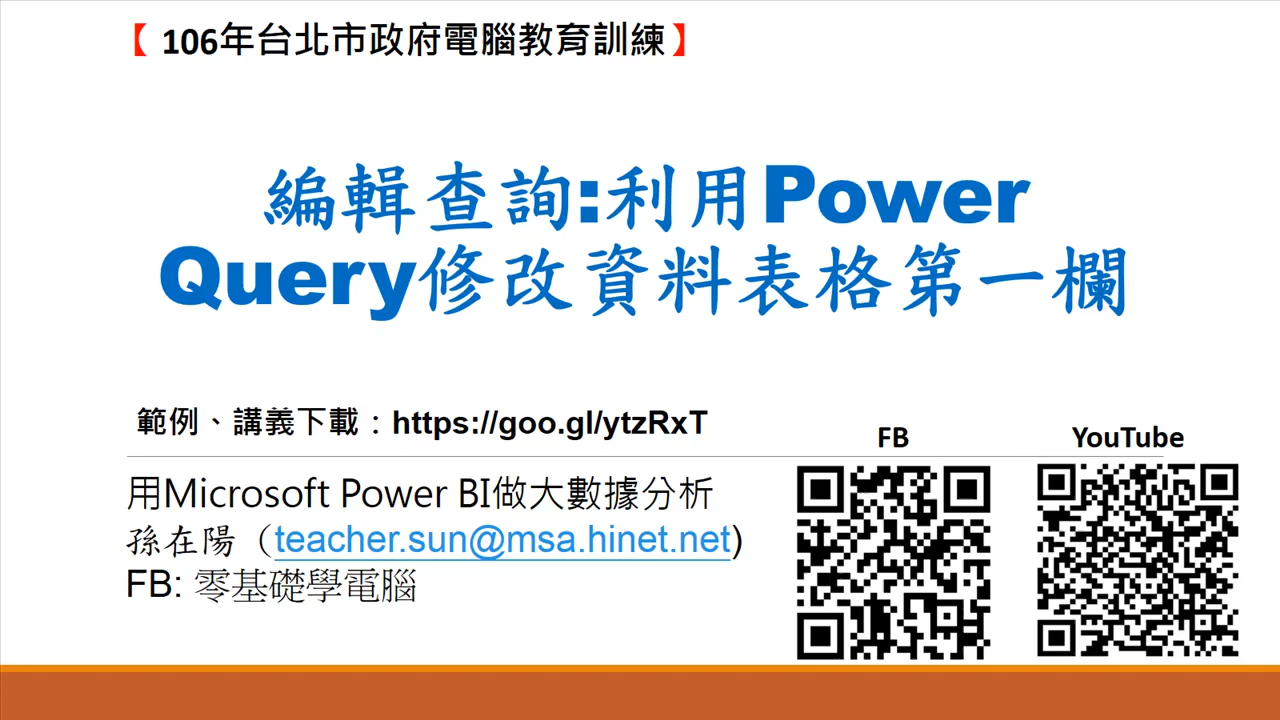 【 106年台北市政府電腦教育訓練】
編輯查詢:利用Power
Query修改資料表格第一欄
範例、講義下載：https://goo.gl/ytzRxT
FB
YouTube
用Microsoft Power BI做大數據分析
孫在陽（teacher.sun@msa.hinet.net)
FB: 零基礎學電腦